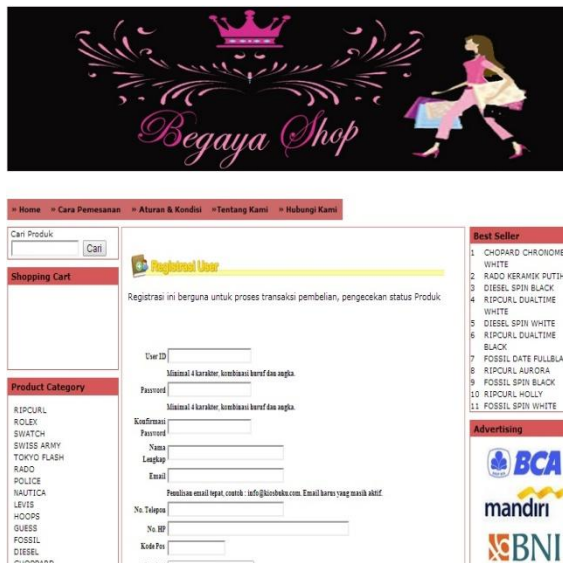 Begaya Shop
» Home » Cara Pemesanan » Aturan & Kondisi »Tentang Kami » Hubungi Kami
Cari Produk
Cari
Shopping Cart
Product Category
RIPCURL
ROLEX
SWATCH
SWISS ARMY
TOKYO FLASH
RADO
POLICE
NAUTICA
LEVIS
HOOPS
GUESS
FOSSIL
DIESEL
CHOPPARD
Registrasi User
Registrasi ini berguna untuk proses transaksi pembelian, pengecekan status Produk
User ID
Minimal 4 karakter, kombinasi huruf dan angka.
Password
Minimal 4 karakter, kombinasi huruf dan angka.
Konfirmasi
Password
Nama
Lengkap
Email
Penulisan email tepat, contoh : info@kiosbuku.com. Email harus yang masih aktif.
No. Telepon
No. HP
Kode Pos
Best Seller
1 CHOPARD CHRONOME
WHITE
2 RADO KERAMIK PUTIH
3 DIESEL SPIN BLACK
4 RIPCURL DUALTIME
WHITE
5 DIESEL SPIN WHITE
6 RIPCURL DUALTIME
BLACK
7 FOSSIL DATE FULLBLA
8 RIPCURL AURORA
9 FOSSIL SPIN BLACK
10 RIPCURL HOLLY
11 FOSSIL SPIN WHITE
Advertising
BCA
mandiri
BNI